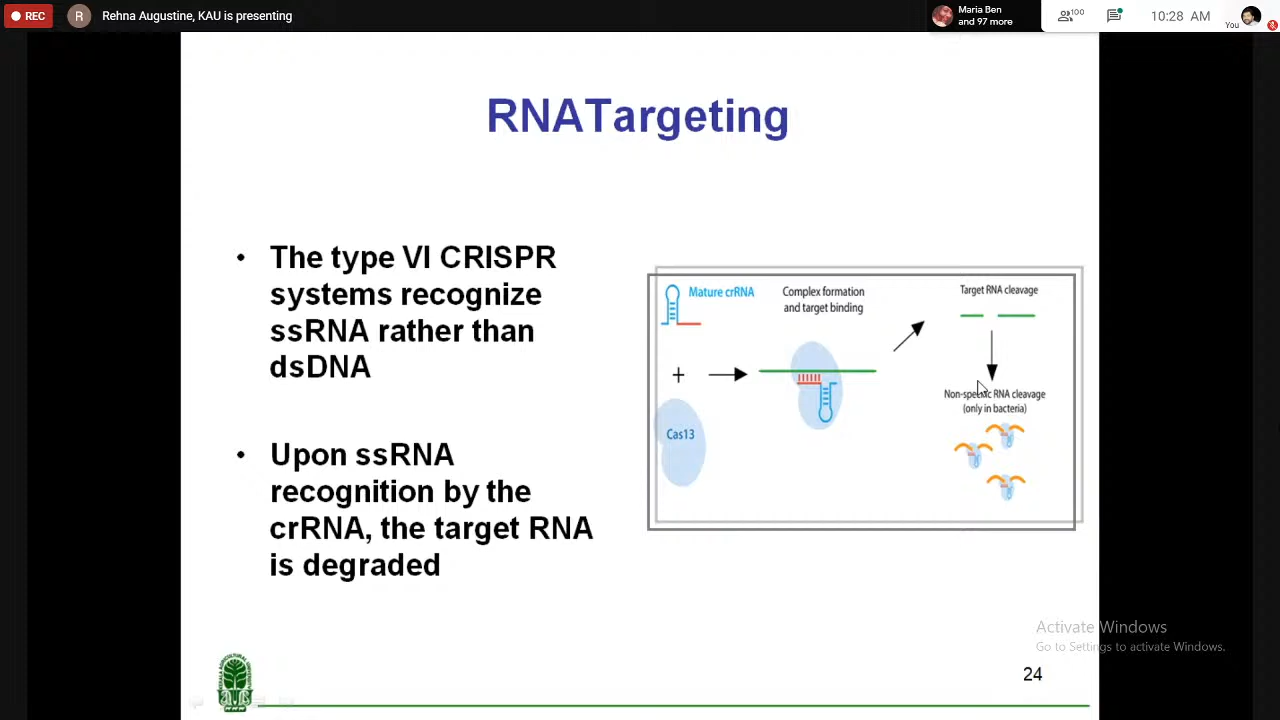 REC
R
Rehna Augustine, KAU is presenting
Maria Ben
and 97 more
100
10:28 AM
You
RNATargeting
• The type VI CRISPR
systems recognize
ssRNA rather than
dsDNA
• Upon ssRNA
recognition by the
crRNA, the target RNA
is degraded
Mature crRNA
+
Cas13
Complex formation
and target binding
Target RNA cleavage
Non-specific RNA cleavage
(only in bacteria)
Activate Windows
Go to Settings to activate Windows.
24